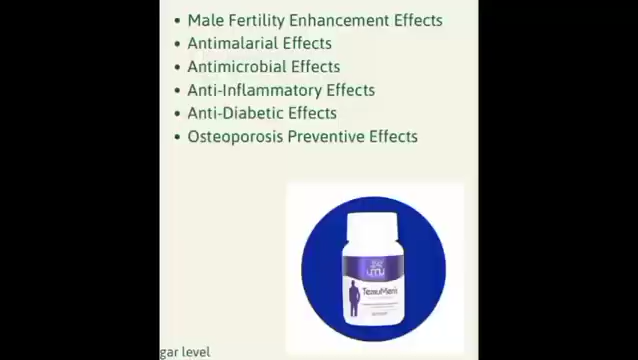 • Male Fertility Enhancement Effects
• Antimalarial Effects
• Antimicrobial Effects
• Anti-Inflammatory Effects
• Anti-Diabetic Effects
• Osteoporosis Preventive Effects
gar level